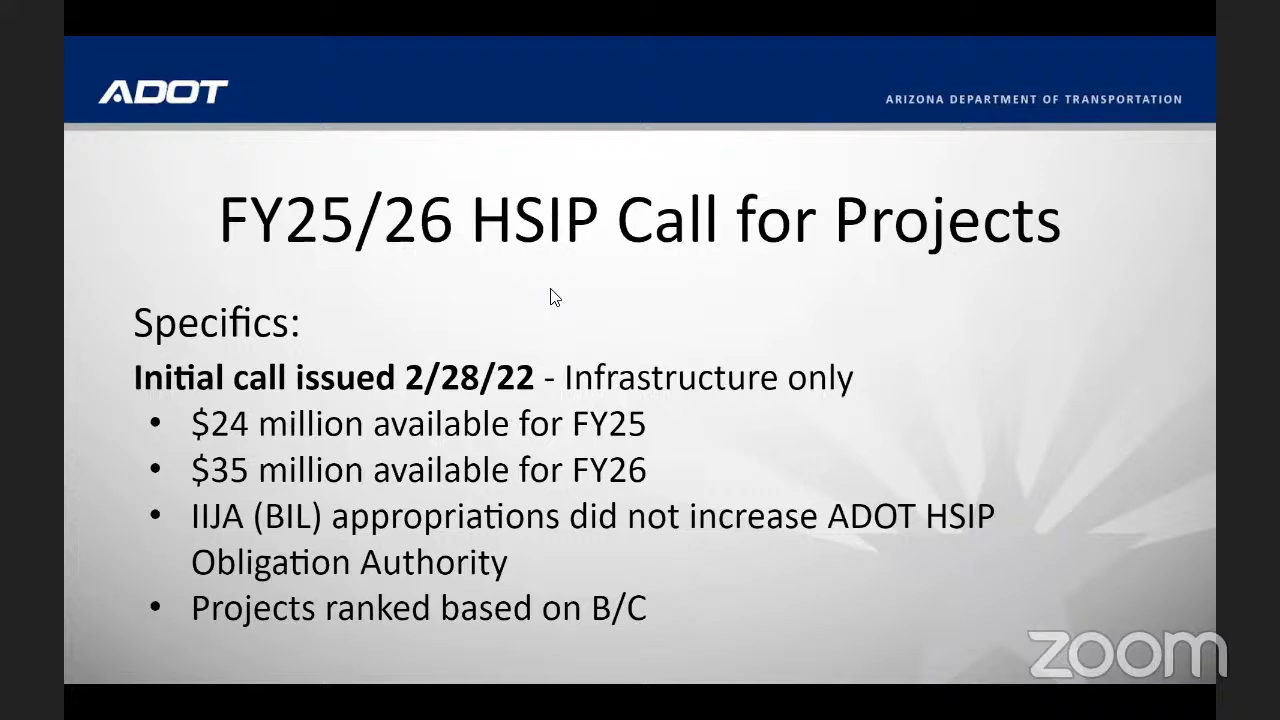 ADOT
ARIZONA DEPARTMENT OF TRANSPORTATION
FY25/26 HSIP Call for Projects
Specifics:
Initial call issued 2/28/22 - Infrastructure only
• $24 million available for FY25
• $35 million available for FY26
• IIJA (BIL) appropriations did not increase ADOT HSIP
Obligation Authority
• Projects ranked based on B/C
zoom